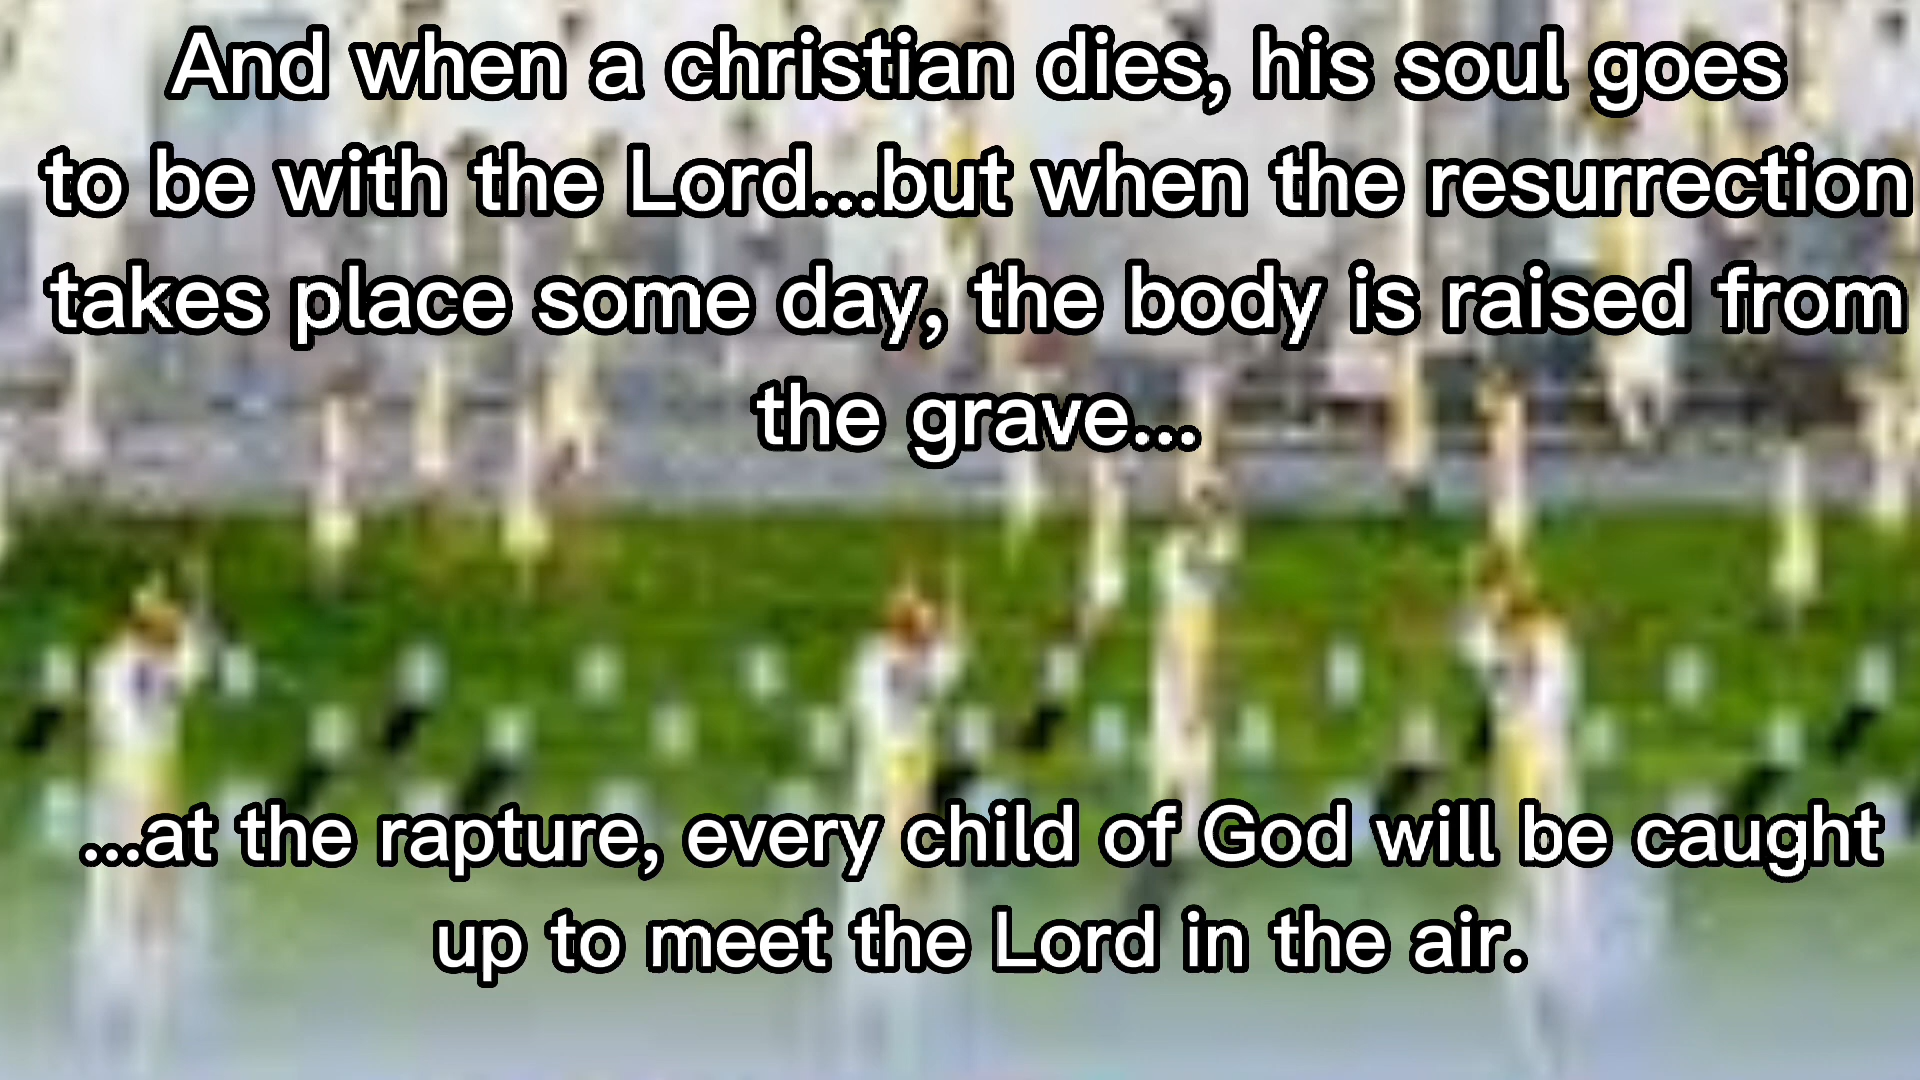 And when a christian dies, his soul goes
to be with the Lord...but when the resurrection
takes place some day, the body is raised from
the grave...
...at the rapture, every child of God will be caught
up to meet the Lord in the air.